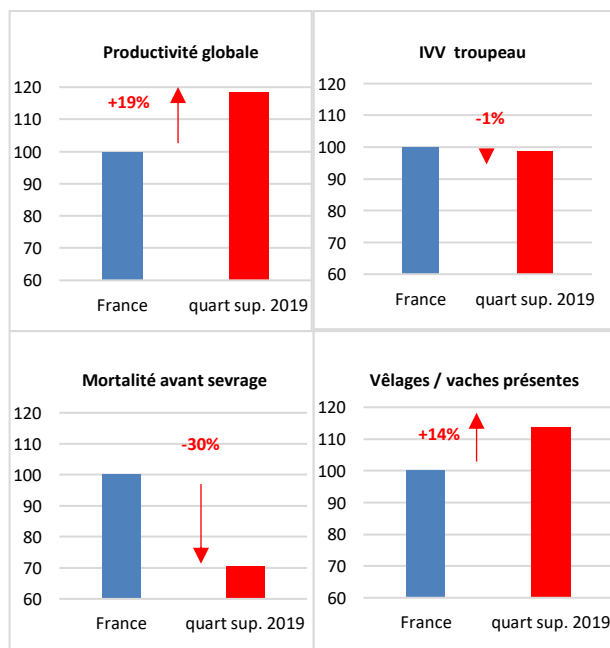 Productivité globale
120
110
100
90
80
70
60
+19%
France
quart sup. 2019
IVV troupeau
120
110
100
90
80
70
60
-1%
France
quart sup. 2019
Mortalité avant sevrage
120
110
100
90
80
70
60
-30%
France
quart sup. 2019
Vêlages / vaches présentes
120
110
100
90
80
70
60
+14%
France
quart sup. 2019